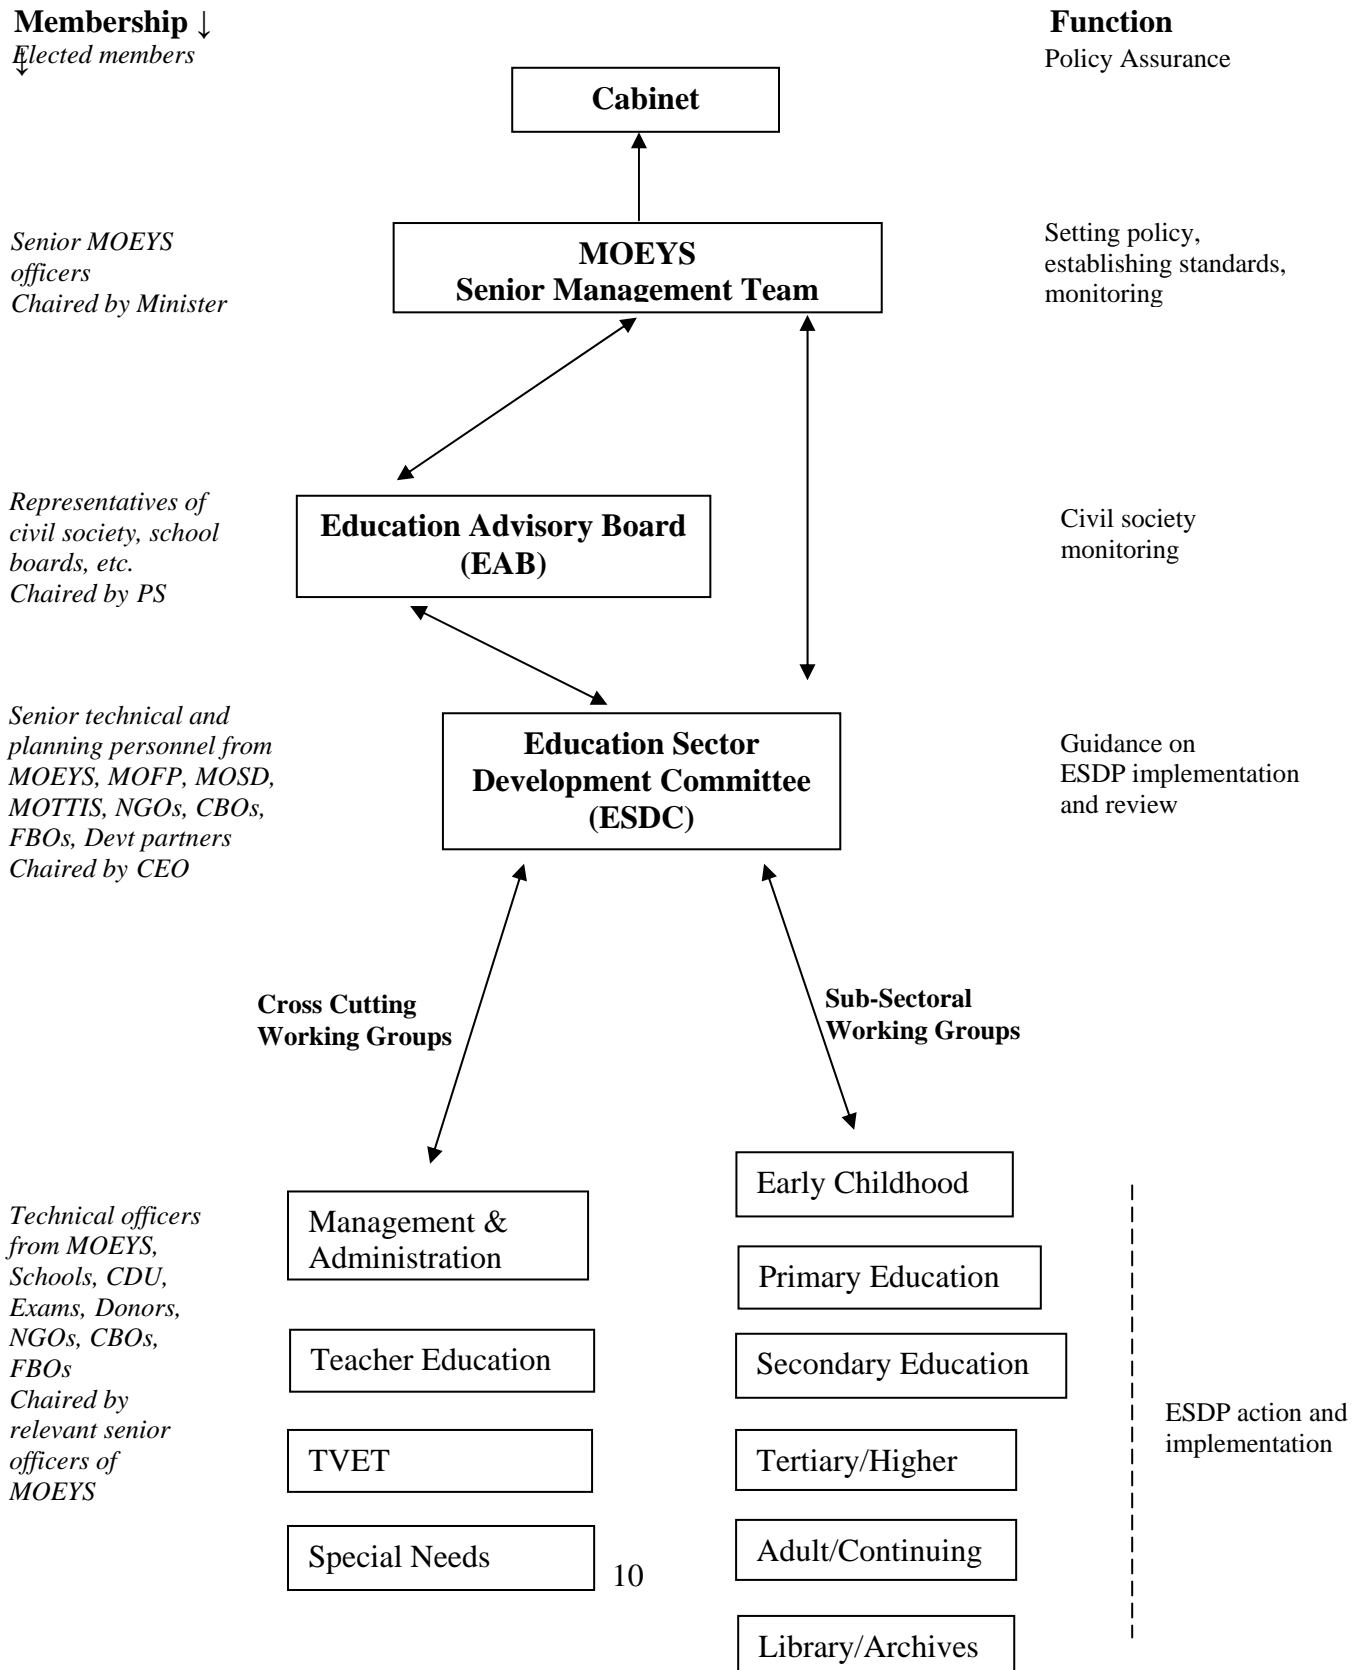 Membership ↓
Elected members
↓
Function
Policy Assurance
Cabinet
Senior MOEYS
officers
Chaired by Minister
MOEYS
Senior Management Team
Setting policy,
establishing standards,
monitoring
Representatives of
civil society, school
boards, etc.
Chaired by PS
Education Advisory Board
(EAB)
Civil society
monitoring
Senior technical and
planning personnel from
MOEYS, MOFP, MOSD,
MOTTIS, NGOs, CBOs,
FBOs, Devt partners
Chaired by CEO
Education Sector
Development Committee
(ESDC)
Guidance on
ESDP implementation
and review
Cross Cutting
Working Groups
Sub-Sectoral
Working Groups
Technical officers
from MOEYS,
Schools, CDU,
Exams, Donors,
NGOs, CBOs,
FBOs
Chaired by
relevant senior
officers of
MOEYS
Management &
Administration
Teacher Education
TVET
Special Needs
Early Childhood
Primary Education
Secondary Education
Tertiary/Higher
Adult/Continuing
Library/Archives
ESDP action and
implementation
10